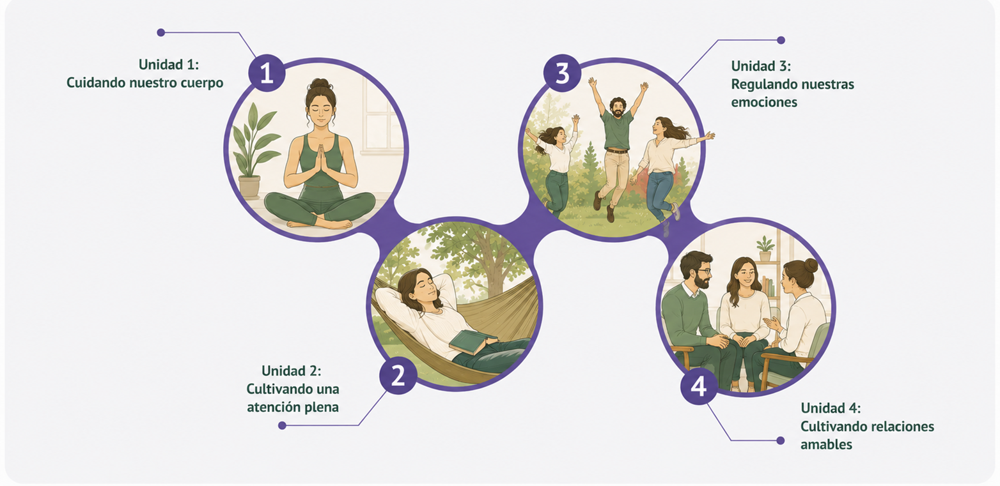 1
Unidad 1:
Cuidando nuestro cuerpo
2
Unidad 2:
Cultivando una
atención plena
3
Unidad 3:
Regulando nuestras
emociones
4
Unidad 4:
Cultivando relaciones
amables